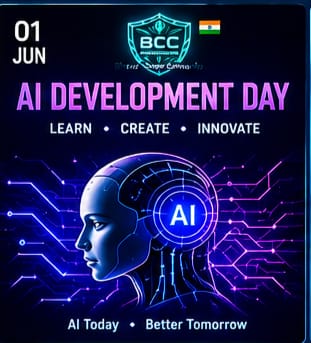 01
JUN
BCC
AI DEVELOPMENT DAY
LEARN • CREATE • INNOVATE
AI
AI Today • Better Tomorrow